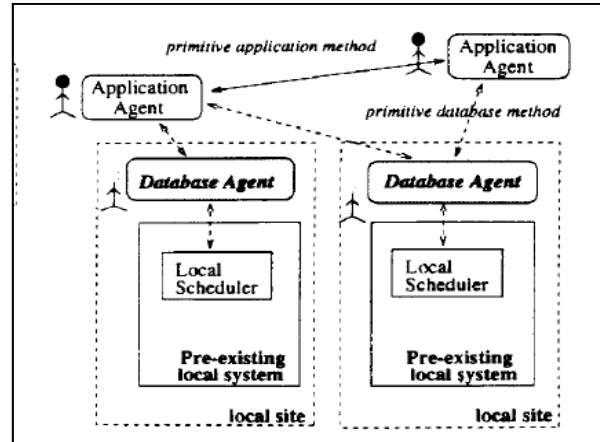 primitive application method
Application
Agent
Application
Agent
primitive database method
Database Agent
Database Agent
Local
Scheduler
Local
Scheduler
Pre-existing
local system
Pre-existing
local system
local site
local site